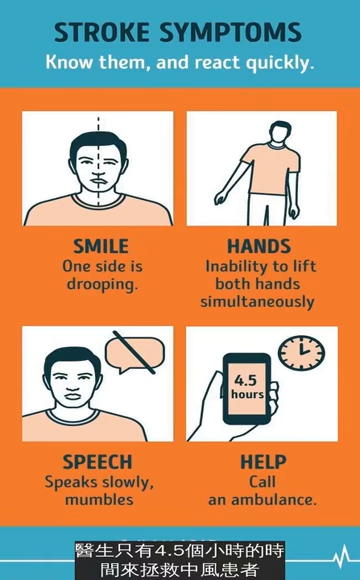 STROKE SYMPTOMS
Know them, and react quickly.
SMILE
One side is
drooping.
HANDS
Inability to lift
both hands
simultaneously
4.5
hours
SPEECH
Speaks slowly,
mumbles
HELP
Call
an ambulance.
醫生只有4.5個小時的時
間來拯救中風患者